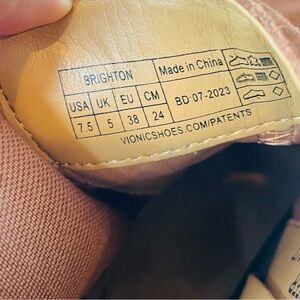 BRIGHTON Made in China
USA UK EU CM
7.5 5 38 24 BD-07-2023
VIONICSHOES.COM/PATENTS